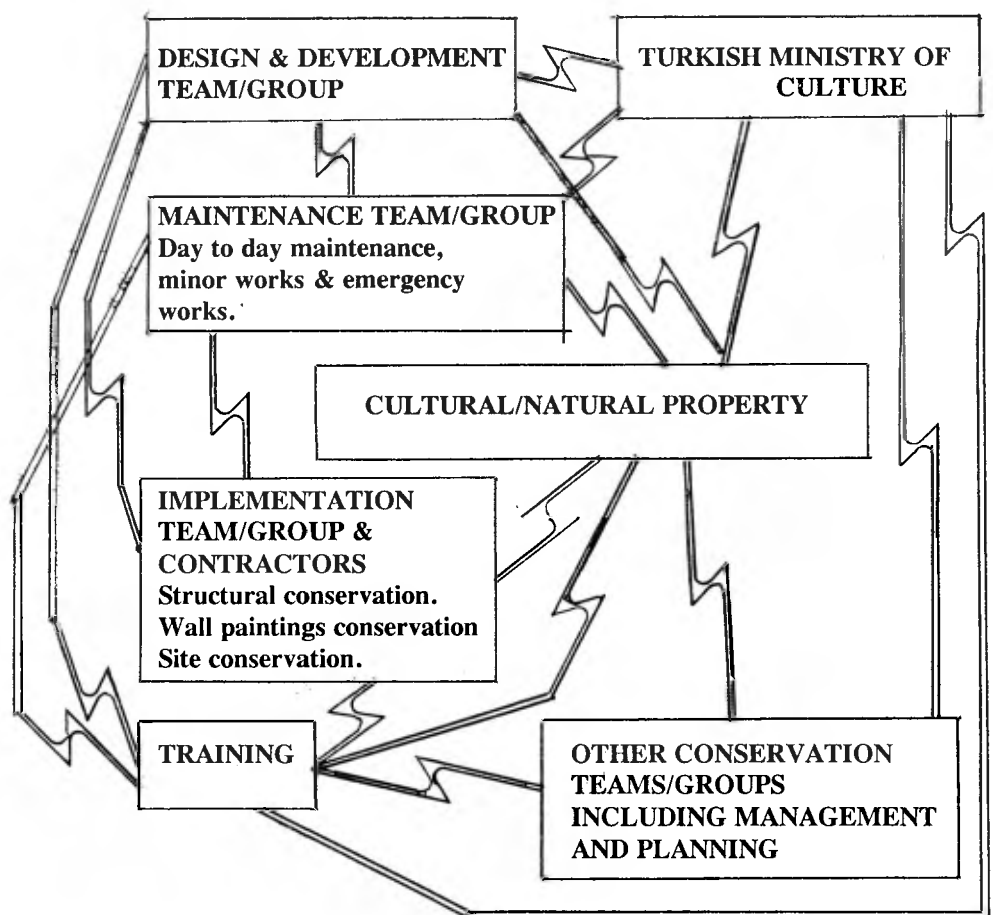 DESIGN & DEVELOPMENT
TEAM/GROUP
TURKISH MINISTRY OF
CULTURE
MAINTENANCE TEAM/GROUP
Day to day maintenance,
minor works & emergency
works.
CULTURAL/NATURAL PROPERTY
IMPLEMENTATION
TEAM/GROUP &
CONTRACTORS
Structural conservation.
Wall paintings conservation
Site conservation.
TRAINING
OTHER CONSERVATION
TEAMS/GROUPS
INCLUDING MANAGEMENT
AND PLANNING